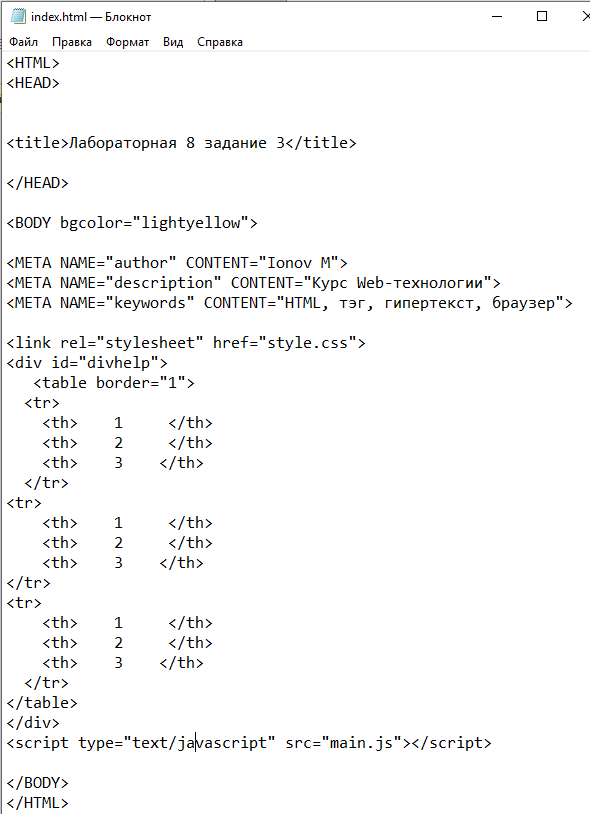 index.html — Блокнот
Файл Правка Формат Вид Справка
<HTML>
<HEAD>
<title>Лабораторная 8 задание 3</title>
</HEAD>
<BODY bgcolor="lightyellow">
<META NAME="author" CONTENT="Ionov M">
<META NAME="description" CONTENT="Курс Web-технологии">
<META NAME="keywords" CONTENT="HTML, тэг, гипертекст, браузер">
<link rel="stylesheet" href="style.css">
<div id="divhelp">
<table border="1">
<tr>
<th> 1 </th>
<th> 2 </th>
<th> 3 </th>
</tr>
<tr>
<th> 1 </th>
<th> 2 </th>
<th> 3 </th>
</tr>
<tr>
<th> 1 </th>
<th> 2 </th>
<th> 3 </th>
</tr>
</table>
</div>
<script type="text/javascript" src="main.js"></script>
</BODY>
</HTML>